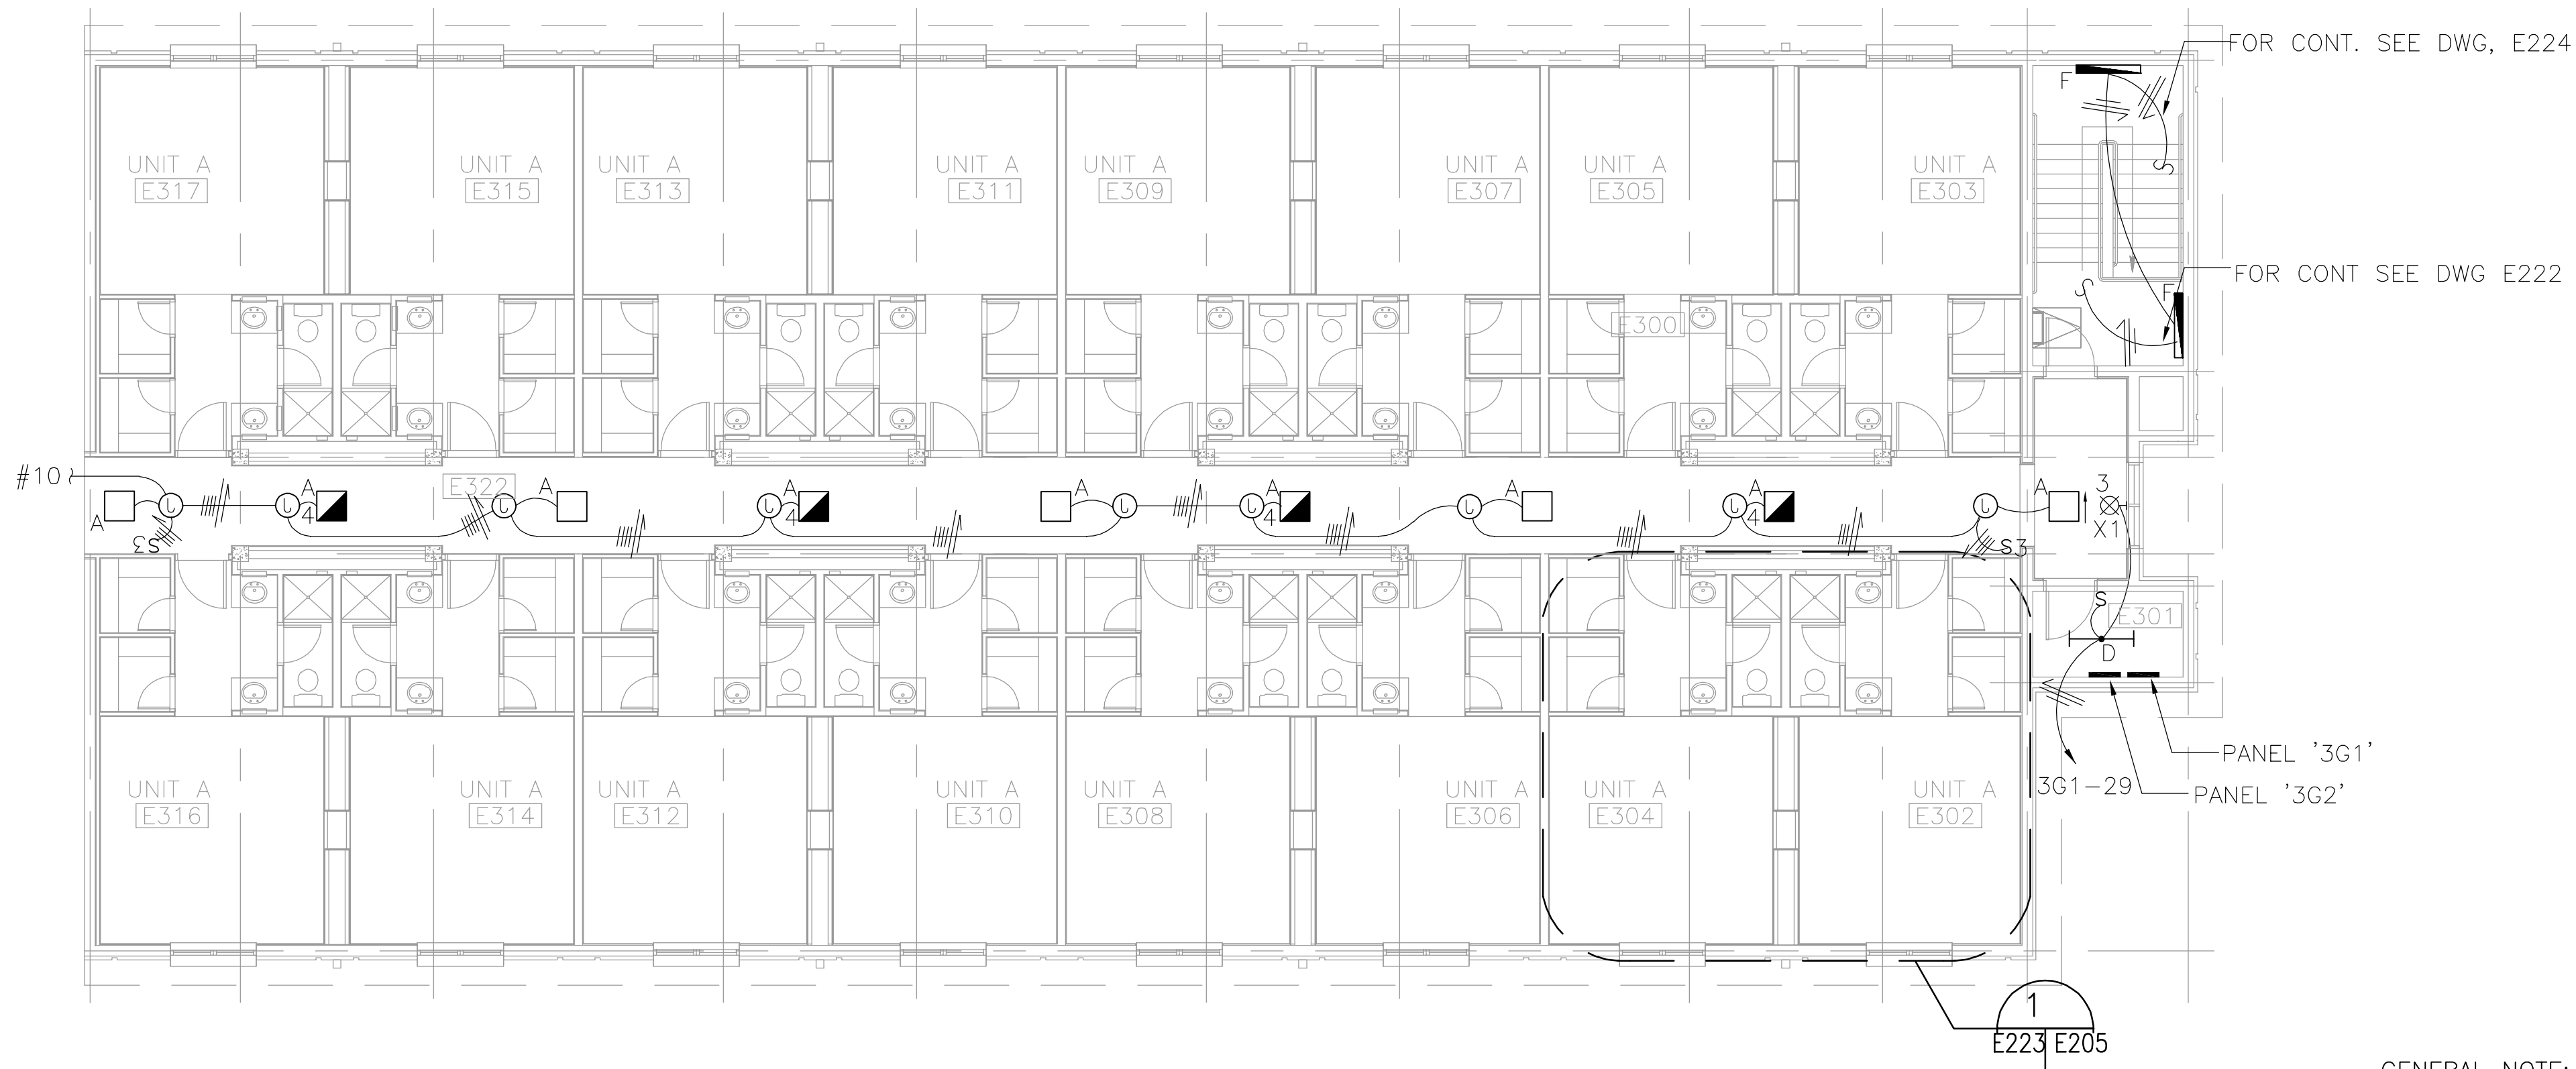 FOR CONT. SEE DWG, E224
F
S
UNIT A
E317
UNIT A
E315
UNIT A
E313
UNIT A
E311
UNIT A
E309
UNIT A
E307
UNIT A
E305
UNIT A
E303
FOR CONT SEE DWG E222
S
F
E300
#10
E322
A
J
J
A
4
J
A
J
A
4
A
J
J
A
4
J
A
J
A
4
J
A
3
X1
S3
S3
S
E301
D
PANEL '3G1'
3G1-29
PANEL '3G2'
UNIT A
E316
UNIT A
E314
UNIT A
E312
UNIT A
E310
UNIT A
E308
UNIT A
E306
UNIT A
E304
UNIT A
E302
1
E223 E205
GENERAL NOTE: